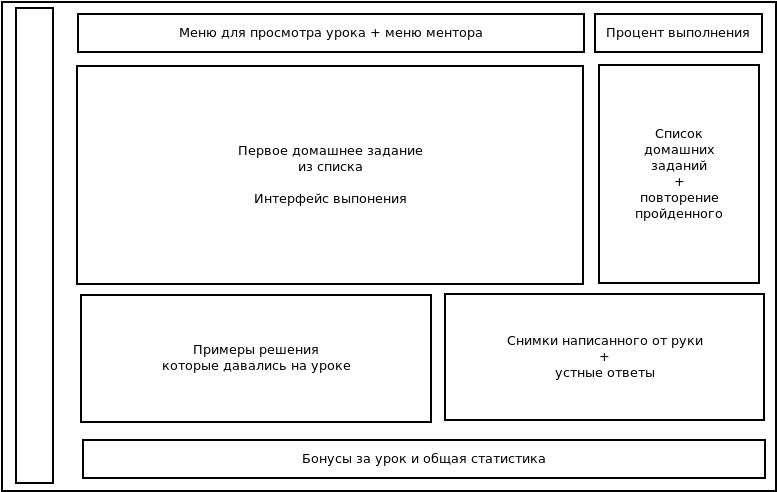 Меню для просмотра урока + меню ментора
Процент выполнения
Первое домашнее задание
из списка
Интерфейс выпонения
Список
домашних
заданий
+
повторение
пройденного
Примеры решения
которые давались на уроке
Снимки написанного от руки
+
устные ответы
Бонусы за урок и общая статистика